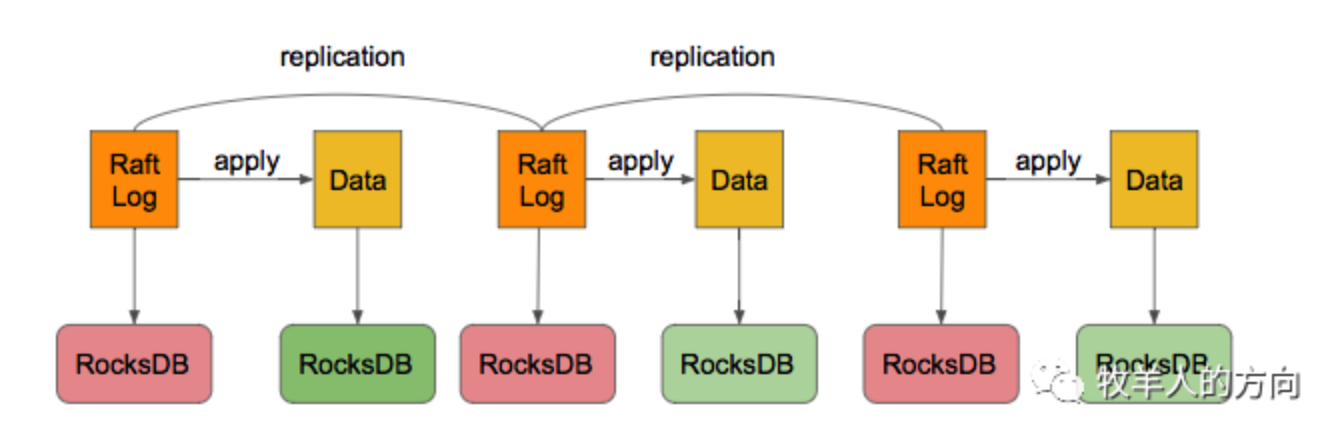 replication
replication
Raft
Log
apply
Data
Raft
Log
apply
Data
Raft
Log
apply
Data
RocksDB
RocksDB
RocksDB
RocksDB
RocksDB
RocksDB
牧羊人的方向